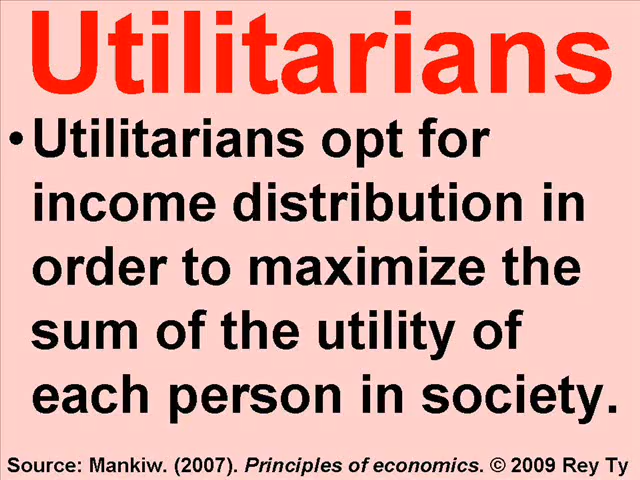 Utilitarians
•Utilitarians opt for
income distribution in
order to maximize the
sum of the utility of
each person in society.
Source: Mankiw. (2007). Principles of economics. © 2009 Rey Ty